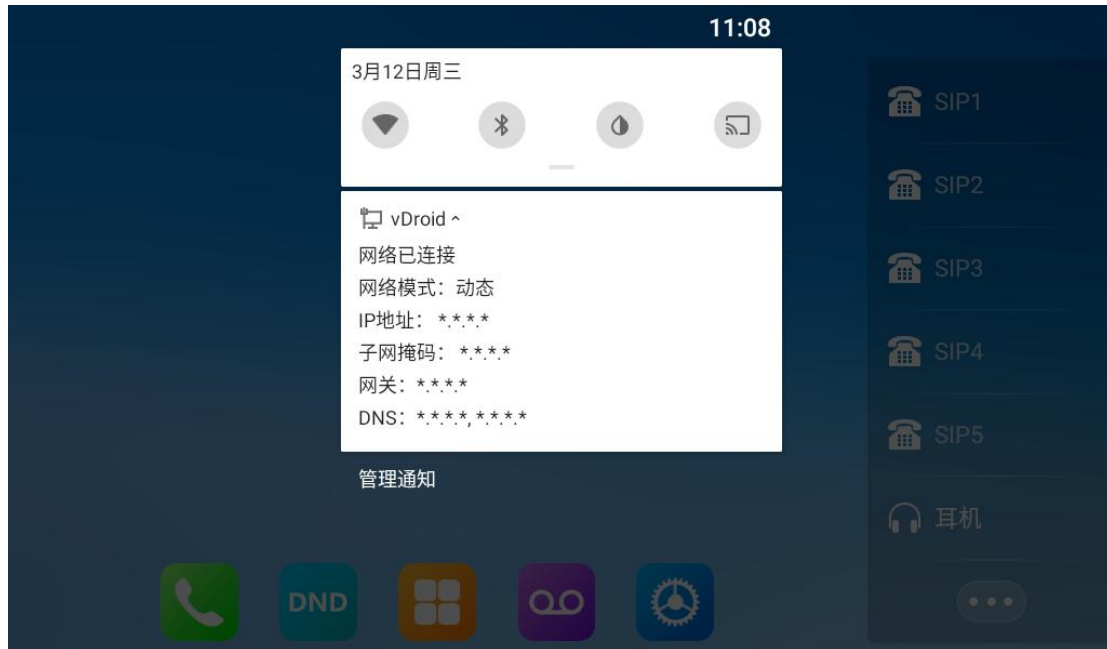 11:08
3月12日周三
vDroid
网络已连接
网络模式：动态
IP地址： *.*.*.*
子网掩码： *.*.*.*
网关：*.*.*.*
DNS：*.*.*.*, *.*.*.*
管理通知
DND
SIP1
SIP2
SIP3
SIP4
SIP5
耳机